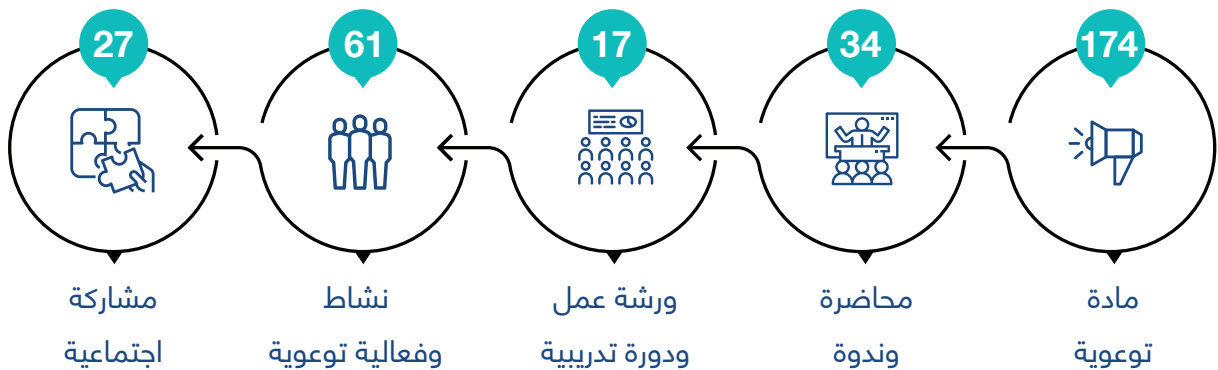 174
مادة
توعوية
34
محاضرة
وندوة
17
ورشة عمل
ودورة تدريبية
61
نشاط
وفعالية توعوية
27
مشاركة
اجتماعية